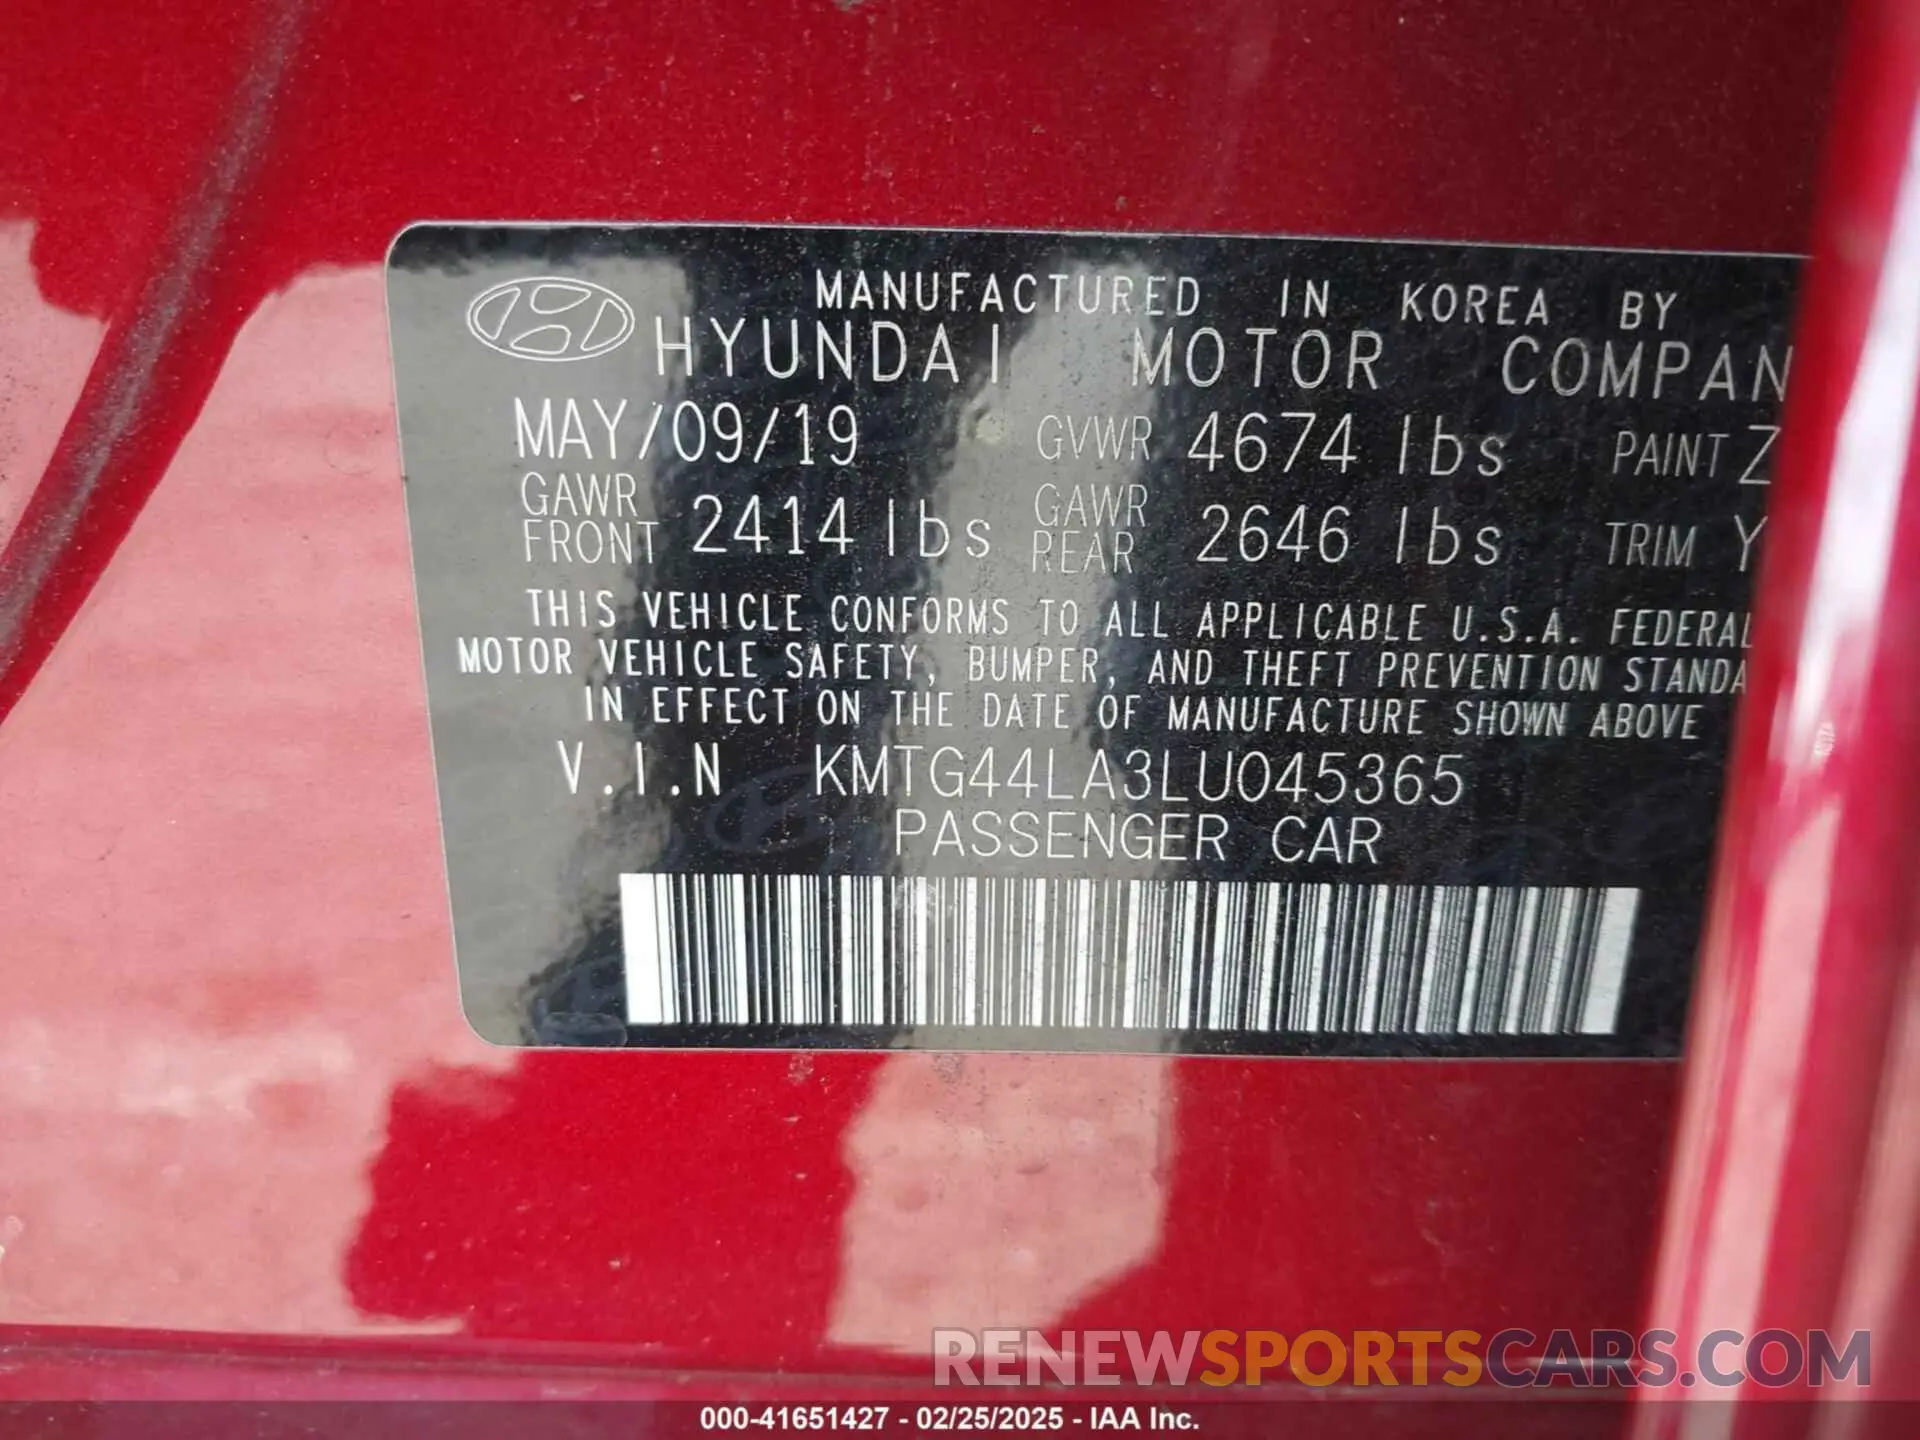 MANUFACTURED IN KOREA BY
HYUNDAI MOTOR COMPAN
MAY/09/19 GVWR 4674 lbs PAINT Z
GAWR FRONT 2414 lbs GAWR REAR 2646 lbs TRIM Y
THIS VEHICLE CONFORMS TO ALL APPLICABLE U.S.A. FEDERAL
MOTOR VEHICLE SAFETY, BUMPER, AND THEFT PREVENTION STANDA
IN EFFECT ON THE DATE OF MANUFACTURE SHOWN ABOVE
V.I.N KMTG44LA3LU045365
PASSENGER CAR
RENEWSPORTSCARS.COM
000-41651427 - 02/25/2025 - IAA Inc.